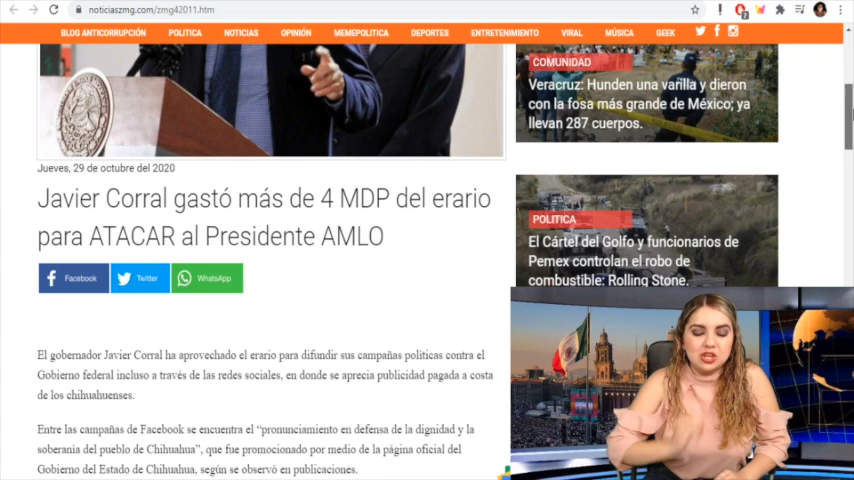 noticiaszmg.com/zmg42011.htm
7
BLOG ANTICORRUPCIÓN POLITICA NOTICIAS OPINIÓN MEMEPOLITICA DEPORTES ENTRETENIMIENTO VIRAL MÚSICA GEEK
COMUNIDAD
Veracruz: Hunden una varilla y dieron
con la fosa más grande de México; ya
llevan 287 cuerpos.
Jueves, 29 de octubre del 2020
Javier Corral gastó más de 4 MDP del erario
para ATACAR al Presidente AMLO
Facebook Twitter WhatsApp
POLITICA
El Cártel del Golfo y funcionarios de
Pemex controlan el robo de
combustible: Rolling Stone.
El gobernador Javier Corral ha aprovechado el erario para difundir sus campañas políticas contra el
Gobierno federal incluso a través de las redes sociales, en donde se aprecia publicidad pagada a costa
de los chihuahuenses.
Entre las campañas de Facebook se encuentra el “pronunciamiento en defensa de la dignidad y la
soberanía del pueblo de Chihuahua”, que fue promocionado por medio de la página oficial del
Gobierno del Estado de Chihuahua, según se observó en publicaciones.